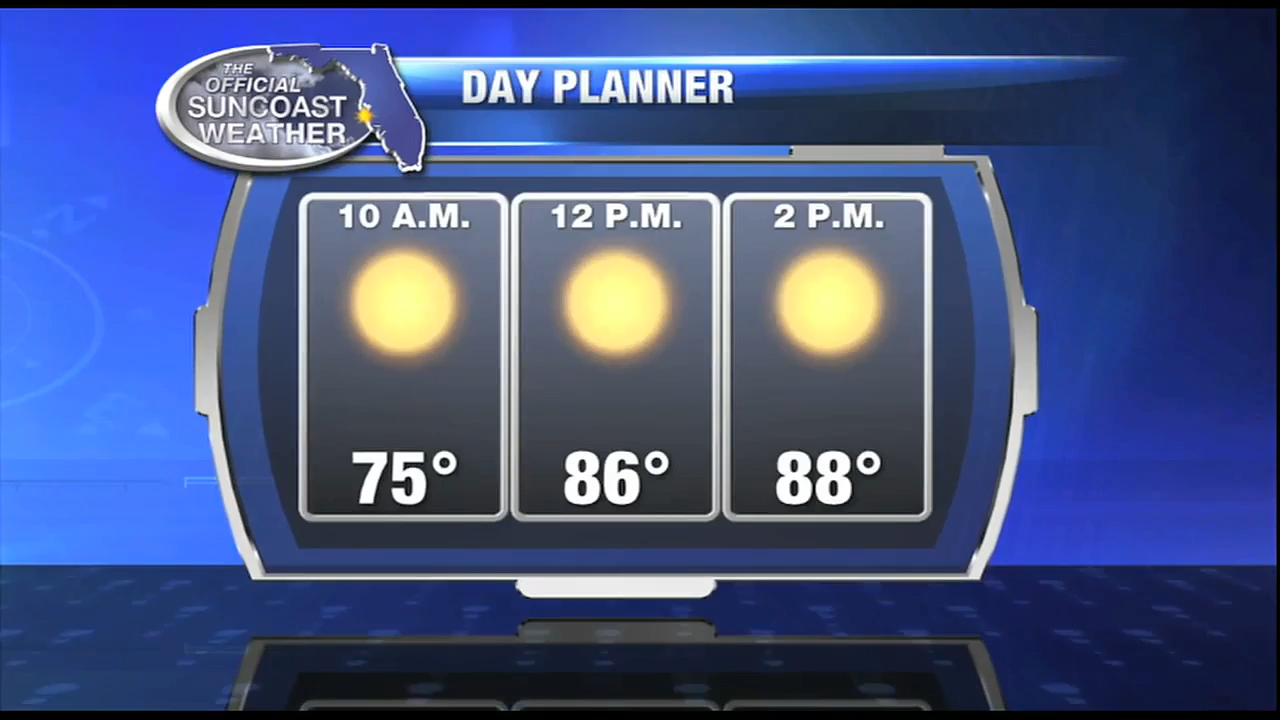 THE
OFFICIAL
SUNCOAST
WEATHER
DAY PLANNER
10 A.M.
12 P.M.
2 P.M.
75°
86°
88°